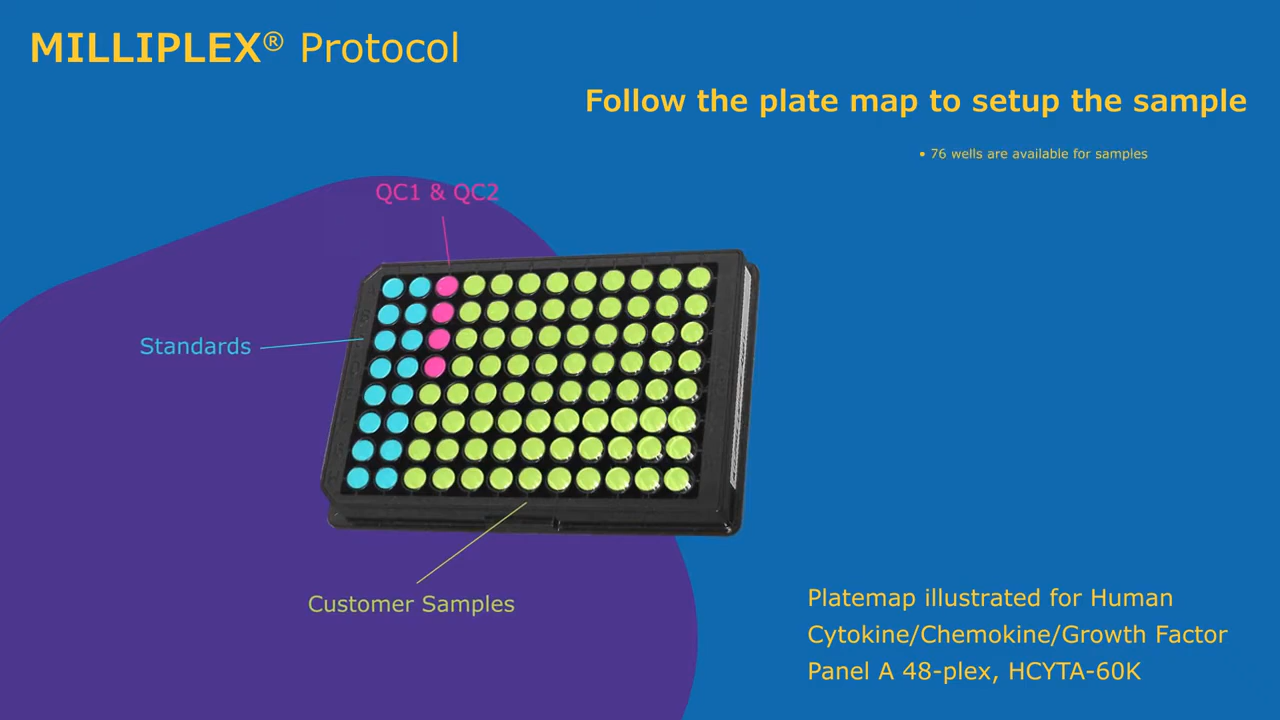 MILLIPLEX® Protocol
Follow the plate map to setup the sample
• 76 wells are available for samples
QC1 & QC2
Standards
Customer Samples
Platemap illustrated for Human
Cytokine/Chemokine/Growth Factor
Panel A 48-plex, HCYTA-60K